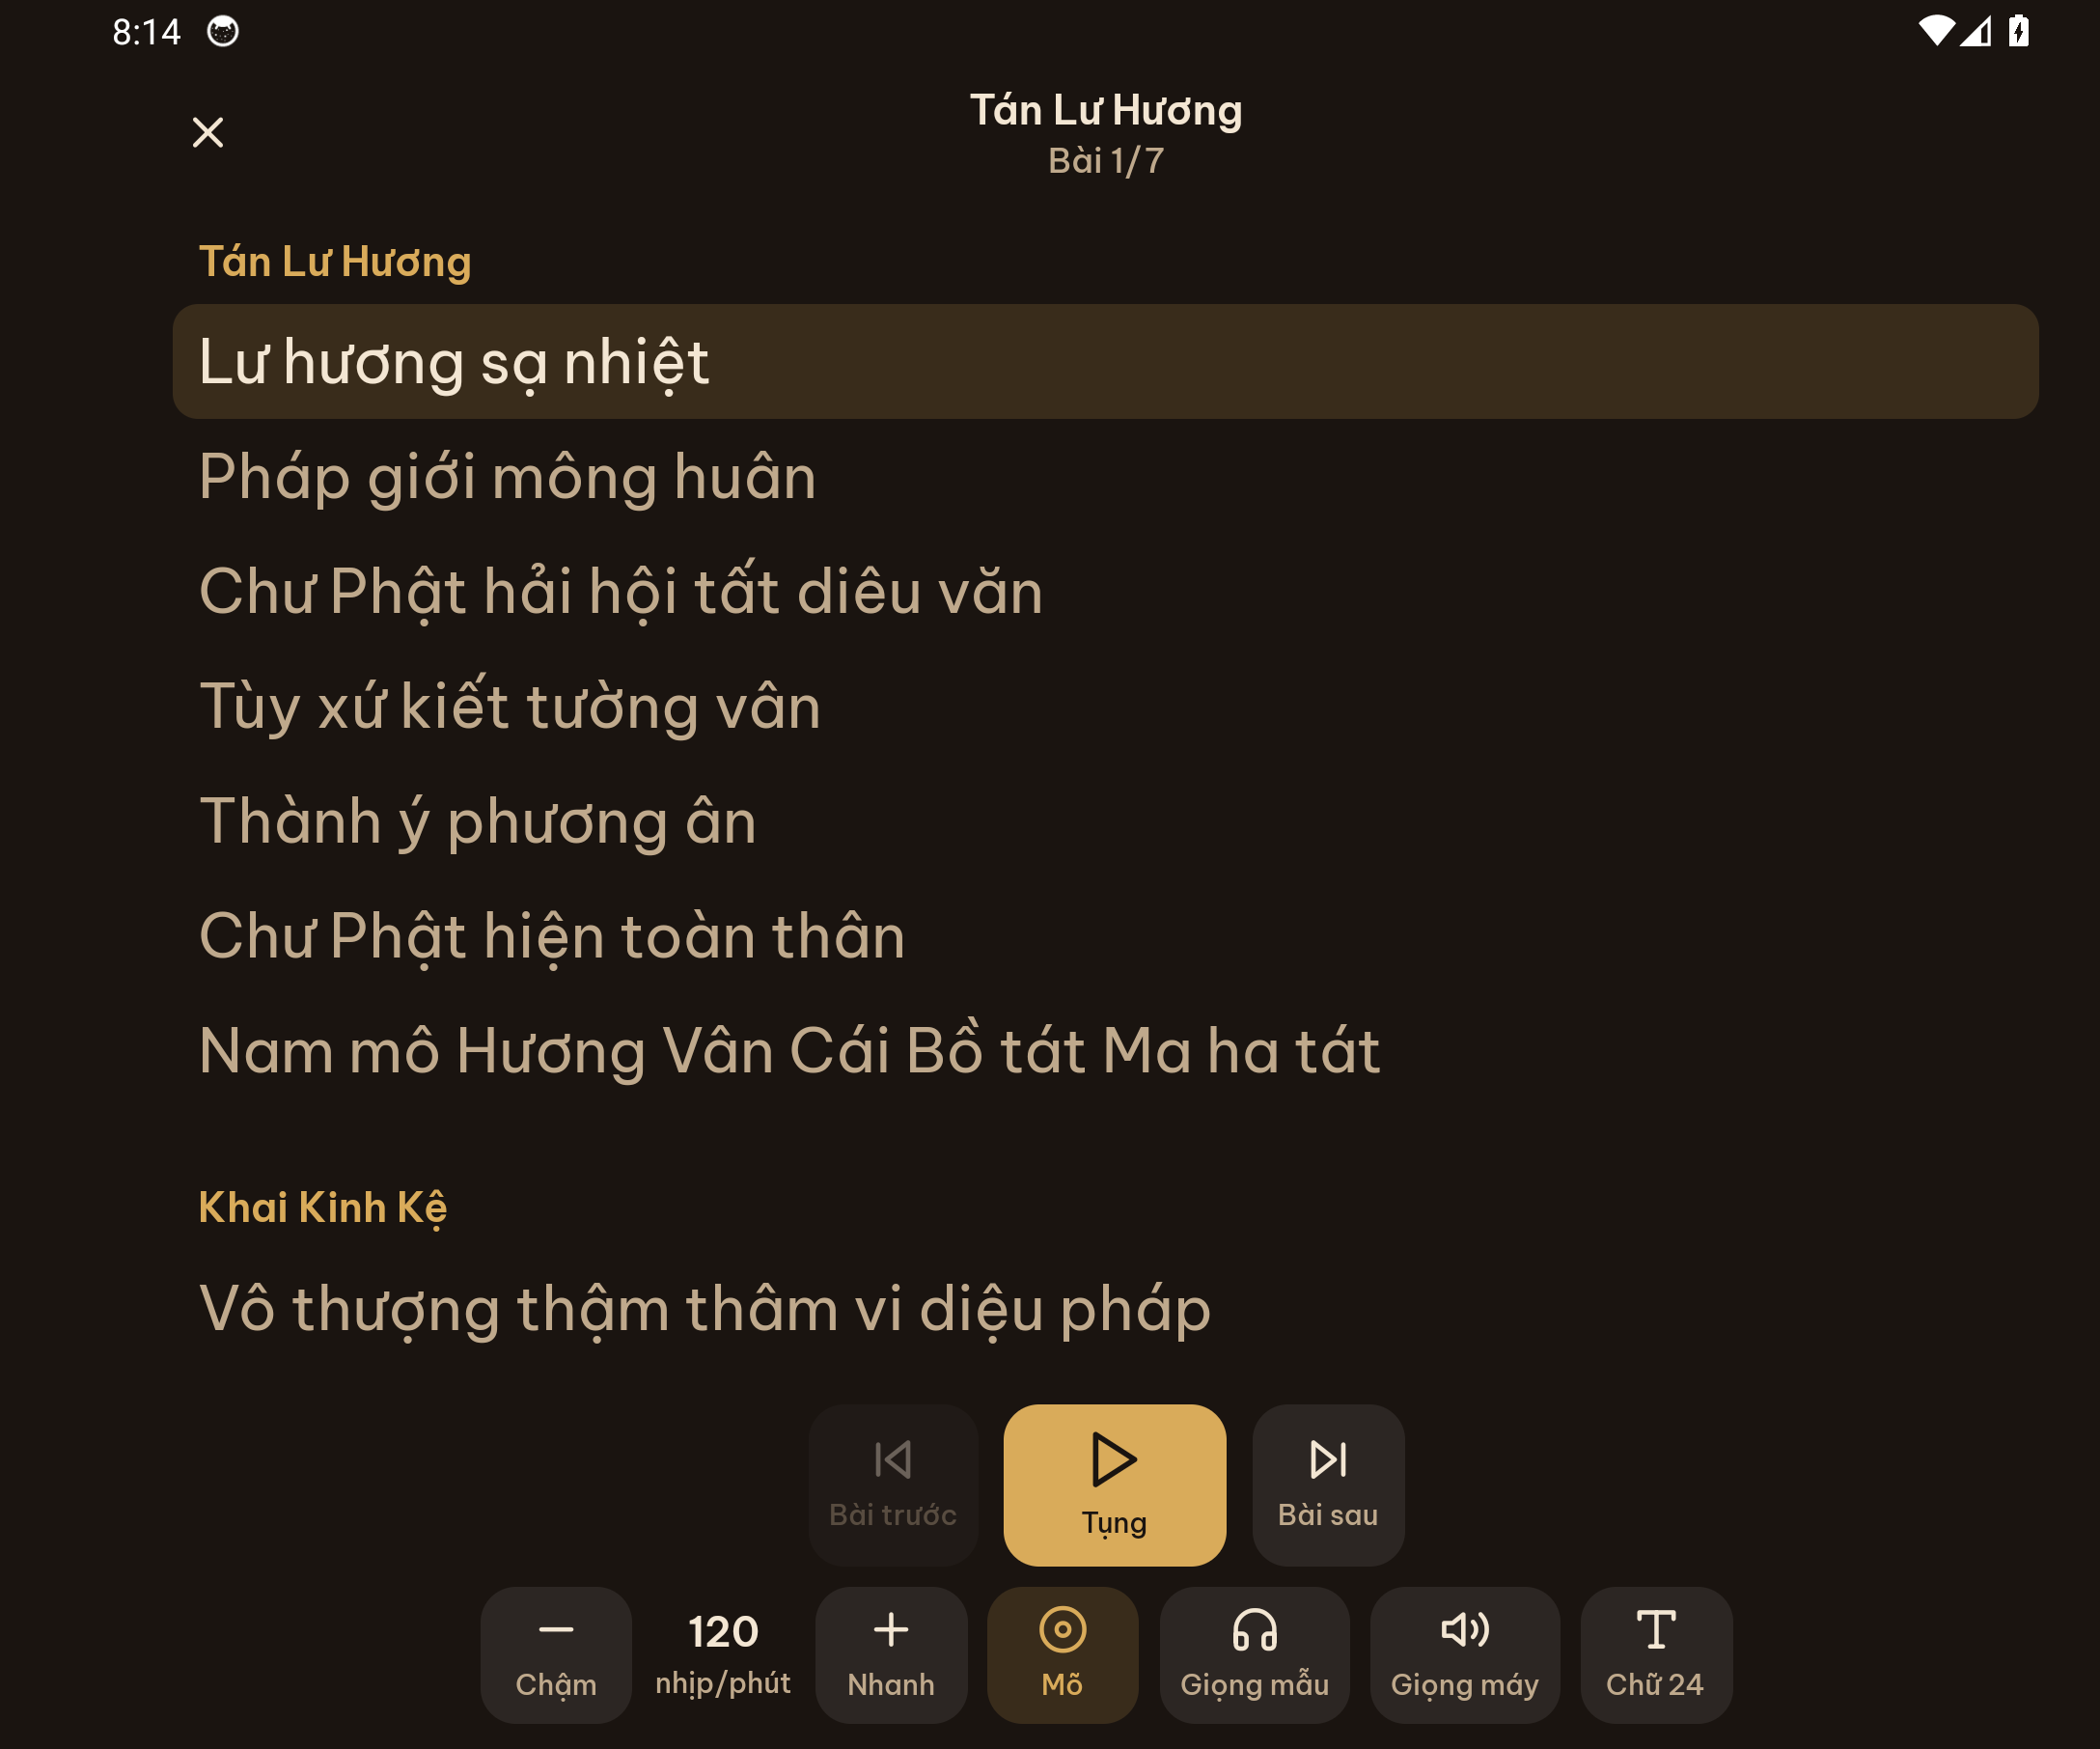 8:14
Tán Lư Hương
Bài 1/7
Tán Lư Hương
Lư hương sạ nhiệt
Pháp giới mông huân
Chư Phật hải hội tất diêu văn
Tùy xứ kiết tường vân
Thành ý phương ân
Chư Phật hiện toàn thân
Nam mô Hương Vân Cái Bồ tát Ma ha tát
Khai Kinh Kệ
Vô thượng thậm thâm vi diệu pháp
Bài trước
Tụng
Bài sau
Chậm
120
nhịp/phút
Nhanh
Mõ
Giọng mẫu
Giọng máy
Chữ 24